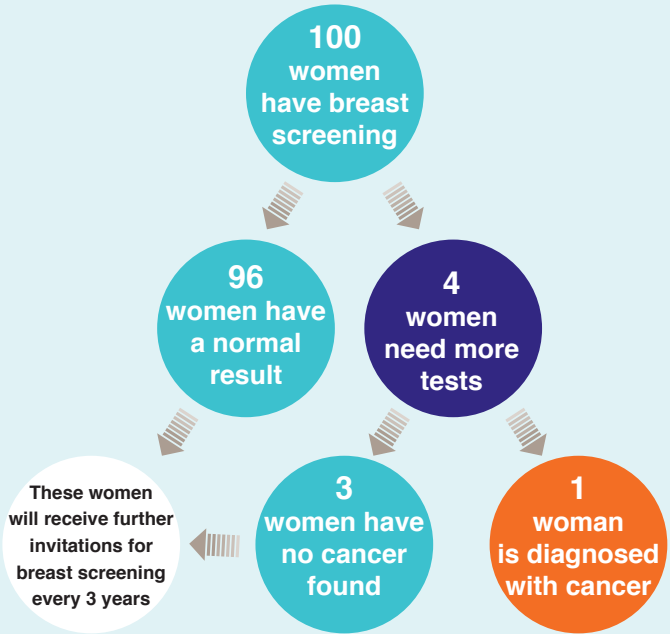 100
women
have breast
screening
96
women have
a normal
result
4
women
need more
tests
These women
will receive further
invitations for
breast screening
every 3 years
3
women have
no cancer
found
1
woman
is diagnosed
with cancer